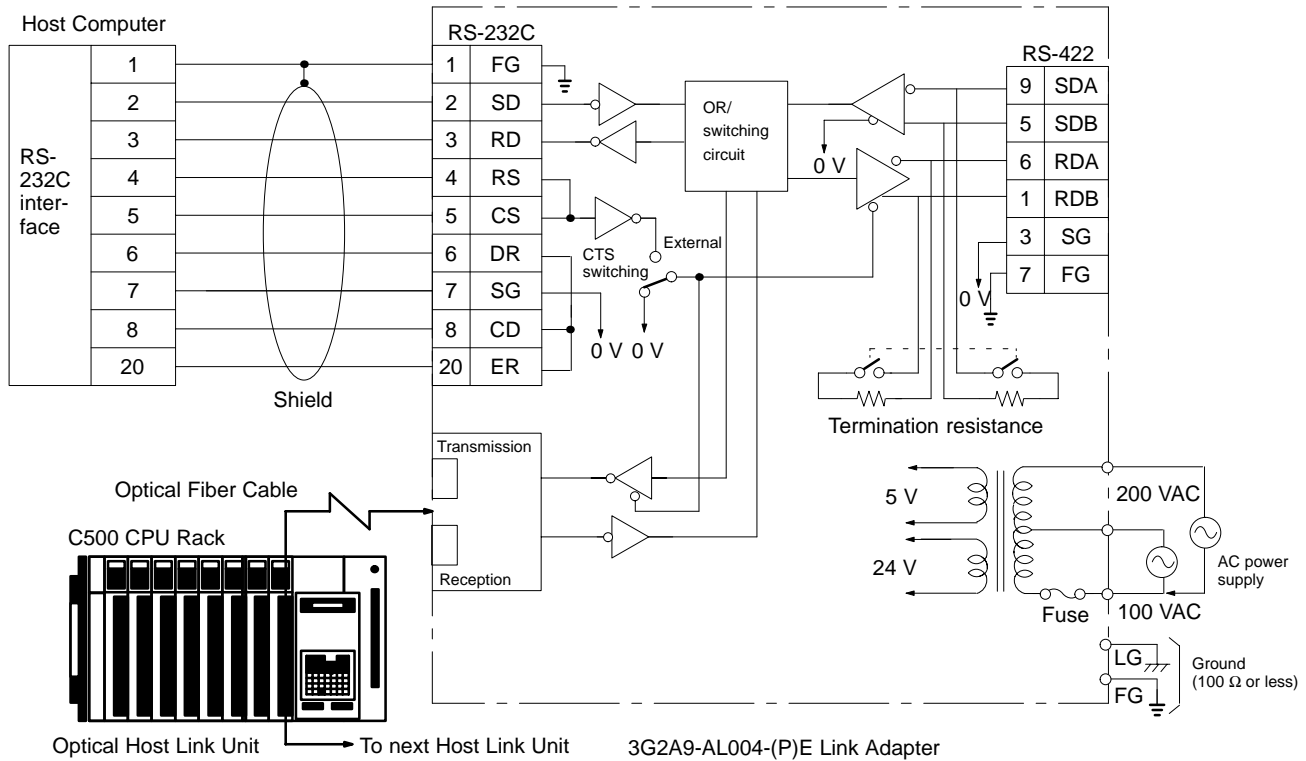 Host Computer
RS-232C
RS-422
RS-
232C
inter-
face
1
2
3
4
5
6
7
8
20
Shield
1 FG
2 SD
3 RD
4 RS
5 CS
6 DR
7 SG
8 CD
20 ER
OR/
switching
circuit
0 V
External
CTS
switching
0 V 0 V
9 SDA
5 SDB
6 RDA
1 RDB
3 SG
7 FG
0 V
Termination resistance
Transmission
Reception
Optical Fiber Cable
C500 CPU Rack
5 V
24 V
200 VAC
AC power
supply
Fuse
100 VAC
LG
FG
Ground
(100 Ω or less)
Optical Host Link Unit
To next Host Link Unit
3G2A9-AL004-(P)E Link Adapter